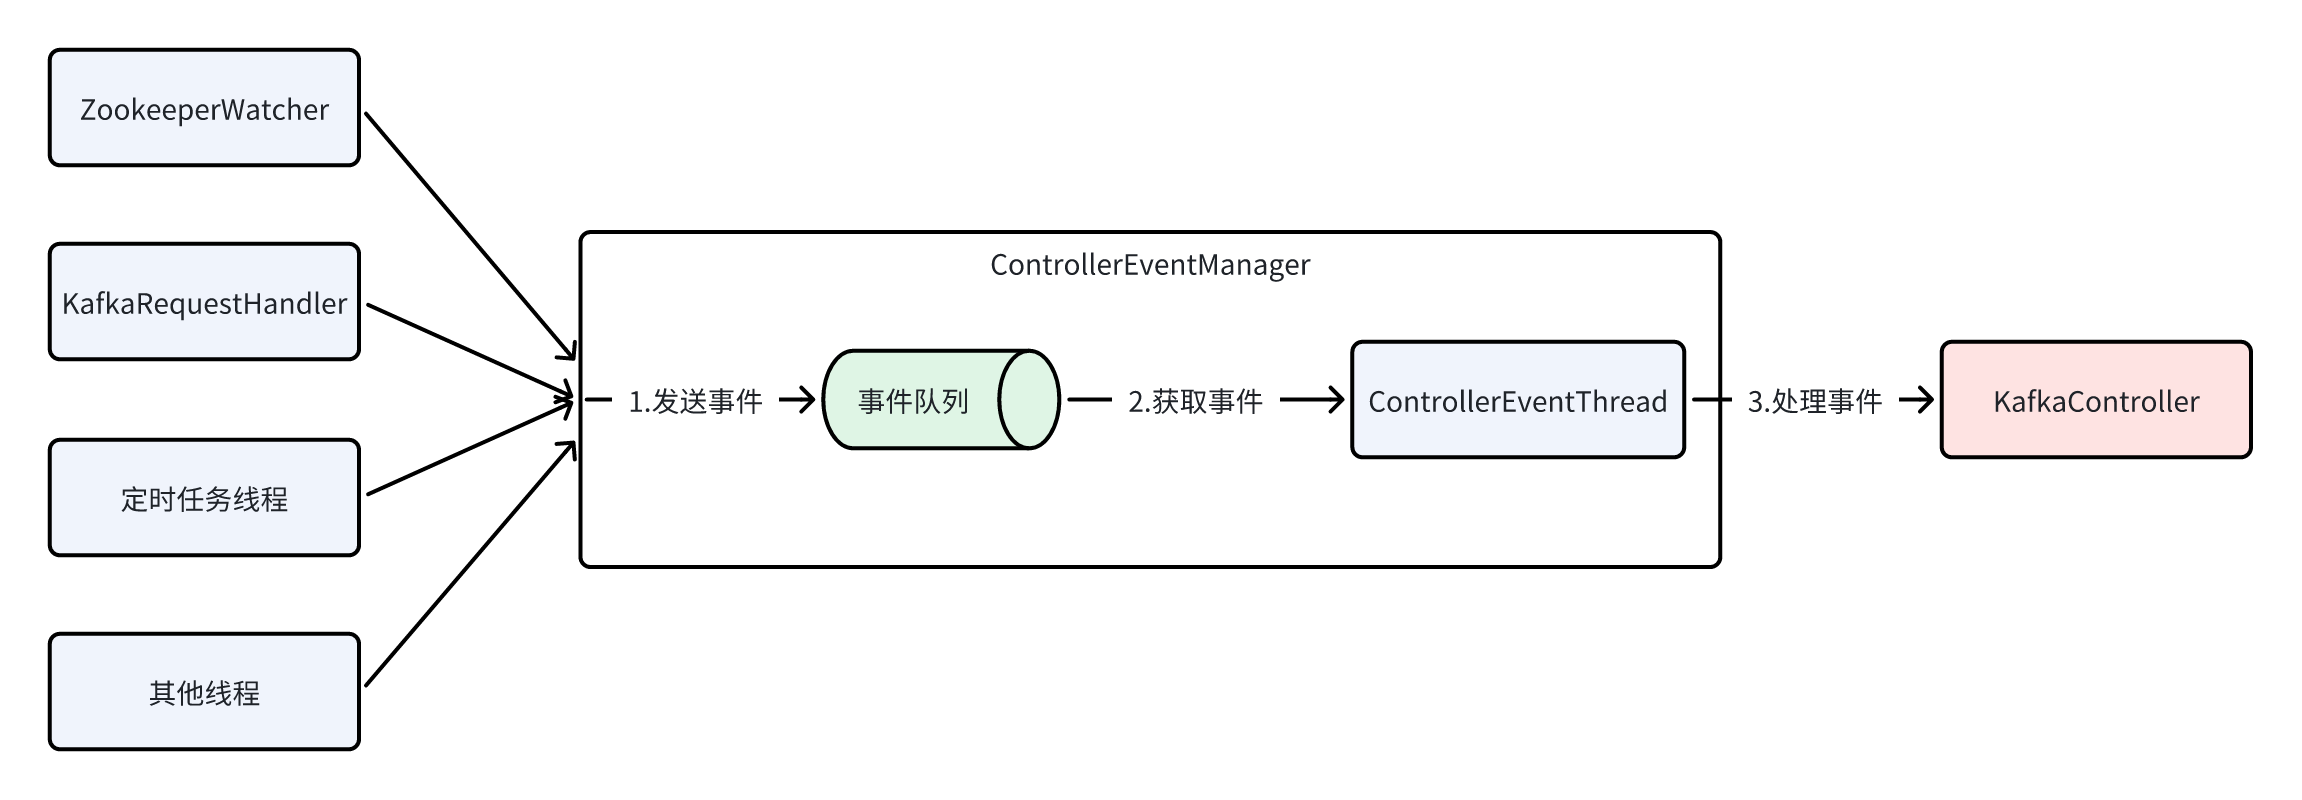 ZookeeperWatcher
KafkaRequestHandler
定时任务线程
其他线程
ControllerEventManager
1.发送事件
事件队列
2.获取事件
ControllerEventThread
3.处理事件
KafkaController